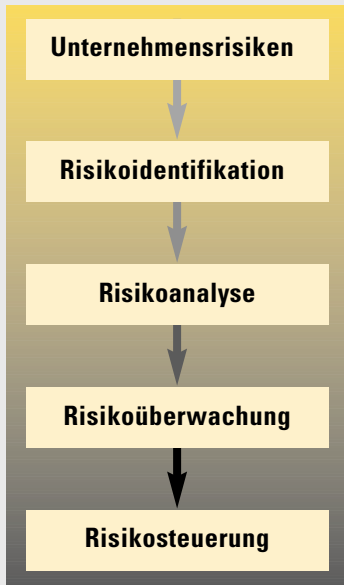 Unternehmensrisiken
Risikoidentifikation
Risikoanalyse
Risikoüberwachung
Risikosteuerung